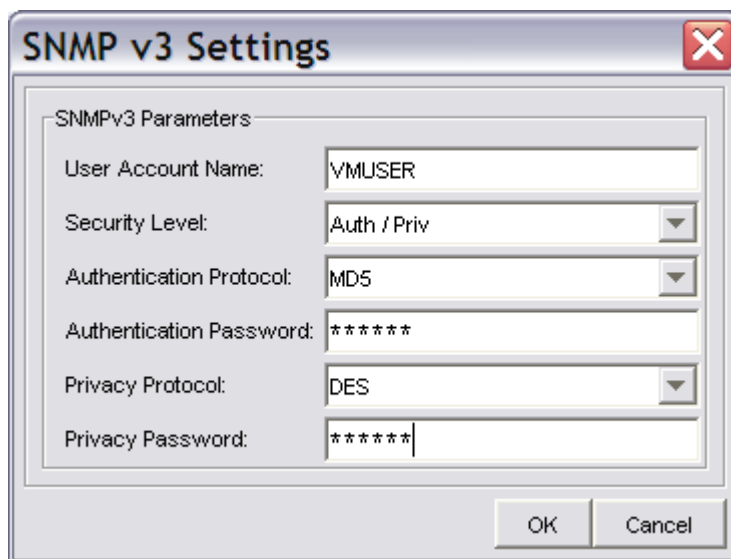 SNMP v3 Settings
SNMPv3 Parameters
User Account Name: VMUSER
Security Level: Auth / Priv
Authentication Protocol: MD5
Authentication Password: ******
Privacy Protocol: DES
Privacy Password: ******
OK Cancel